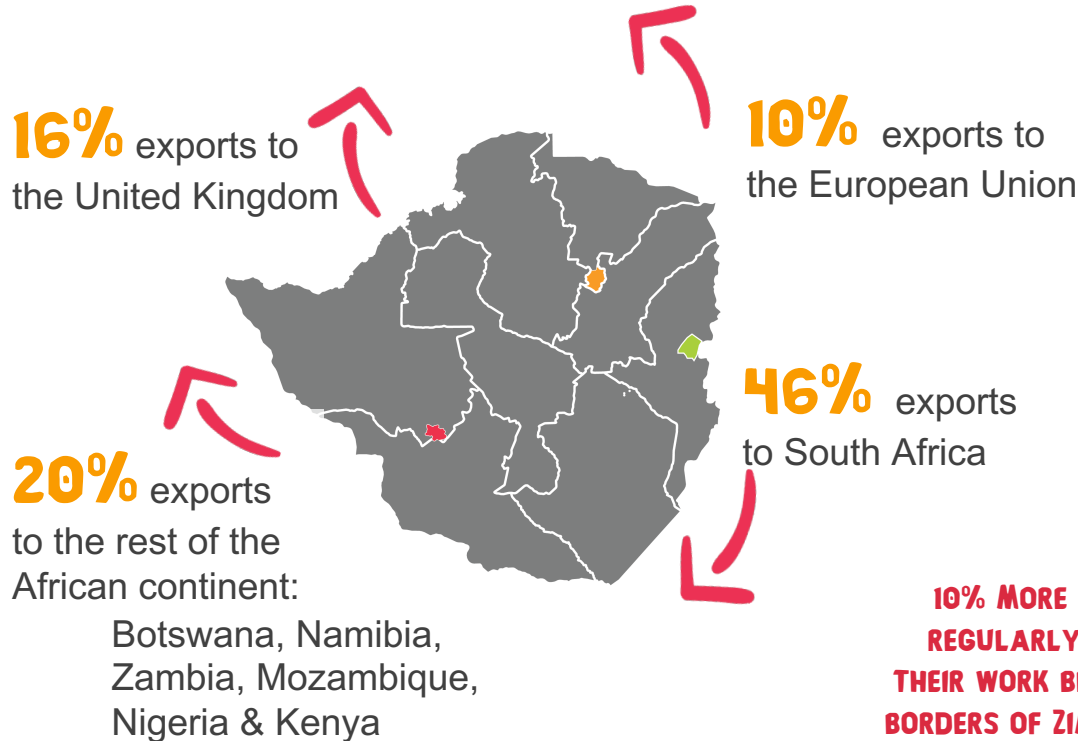 16% exports to
the United Kingdom
10% exports to
the European Union
46% exports
to South Africa
20% exports
to the rest of the
African continent:
Botswana, Namibia,
Zambia, Mozambique,
Nigeria & Kenya
10% MORE
REGULARLY
THEIR WORK
BORDERS OF